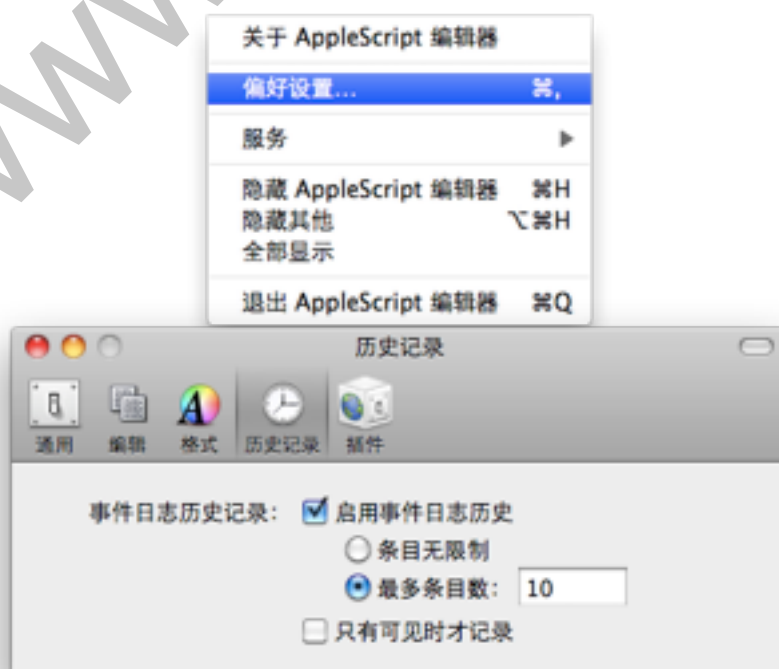 关于 AppleScript 编辑器
偏好设置... ⌘,
服务 ▶
隐藏 AppleScript 编辑器 ⌘H
隐藏其他 ⌥⌘H
全部显示
退出 AppleScript 编辑器 ⌘Q
历史记录
通用 编辑 格式 历史记录 插件
事件日志历史记录： 启用事件日志历史
条目无限制
最多条目数： 10
只有可见时才记录